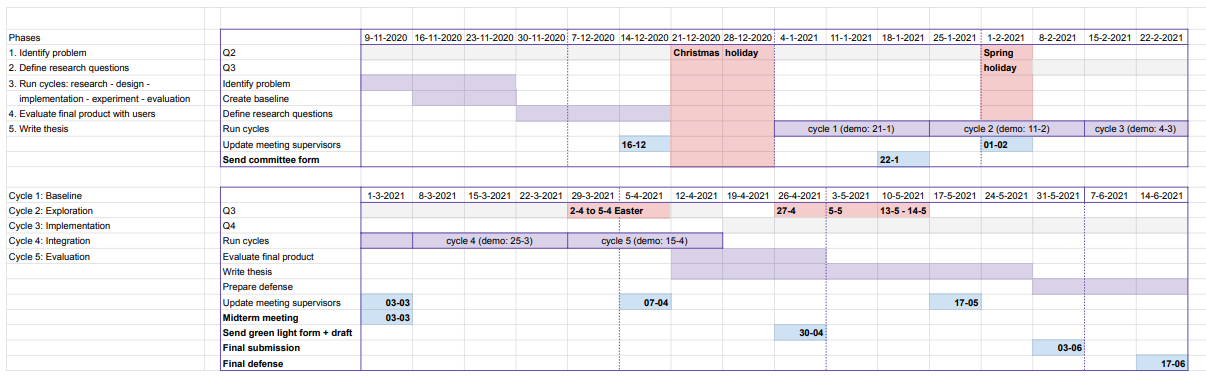 Phases 9-11-2020 16-11-2020 23-11-2020 30-11-2020 7-12-2020 14-12-2020 21-12-2020 28-12-2020 4-1-2021 11-1-2021 18-1-2021 25-1-2021 1-2-2021 8-2-2021 15-2-2021 22-2-2021
1. Identify problem Q2 Christmas holiday Spring
2. Define research questions Q3 holiday
3. Run cycles: research - design - Identify problem
implementation - experiment - evaluation Create baseline
4. Evaluate final product with users Define research questions
5. Write thesis Run cycles cycle 1 (demo: 21-1) cycle 2 (demo: 11-2) cycle 3 (demo: 4-3)
Update meeting supervisors 16-12 01-02
Send committee form 22-1
Cycle 1: Baseline 1-3-2021 8-3-2021 15-3-2021 22-3-2021 29-3-2021 5-4-2021 12-4-2021 19-4-2021 26-4-2021 3-5-2021 10-5-2021 17-5-2021 24-5-2021 31-5-2021 7-6-2021 14-6-2021
Cycle 2: Exploration Q3 2-4 to 5-4 Easter 27-4 5-5 13-5 - 14-5
Cycle 3: Implementation Q4
Cycle 4: Integration Run cycles cycle 4 (demo: 25-3) cycle 5 (demo: 15-4)
Cycle 5: Evaluation Evaluate final product
Write thesis
Prepare defense
Update meeting supervisors 03-03 07-04 17-05
Midterm meeting 03-03
Send green light form + draft 30-04
Final submission 03-06
Final defense 17-06